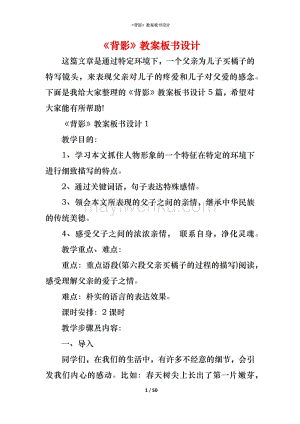 《背影》教案板书设计
《背影》教案板书设计
这篇文章是通过特定环境下，一个父亲为儿子买橘子的
特写镜头，来表现父亲对儿子的疼爱和儿子对父爱的感念。
下面是我给大家整理的《背影》教案板书设计 5 篇，希望对
大家能有所帮助!
《背影》教案板书设计 1
教学目的:
1、学习本文抓住人物形象的一个特征在特定的环境下
进行细致描写的特点。
2、通过关键词语，句子表达特殊感情。
3、领会本文所表现的父子之间的亲情，继承中华民族
的传统美德。
4、感受父子之间的浓浓亲情， 联系自身，净化灵魂。
教学重点、难点:
重点: 重点语段(第六段父亲买橘子的过程的描写)阅读，
感悟理解父亲的爱子之情。
难点: 朴实的语言的表达效果。
课时安排: 2 课时
教学步骤及内容:
一、导入
同学们，在我们的生活中，有许多不经意的细节，会引
发我们内心的感动。比如: 春天树尖上长出了第一片嫩芽，
1 / 50